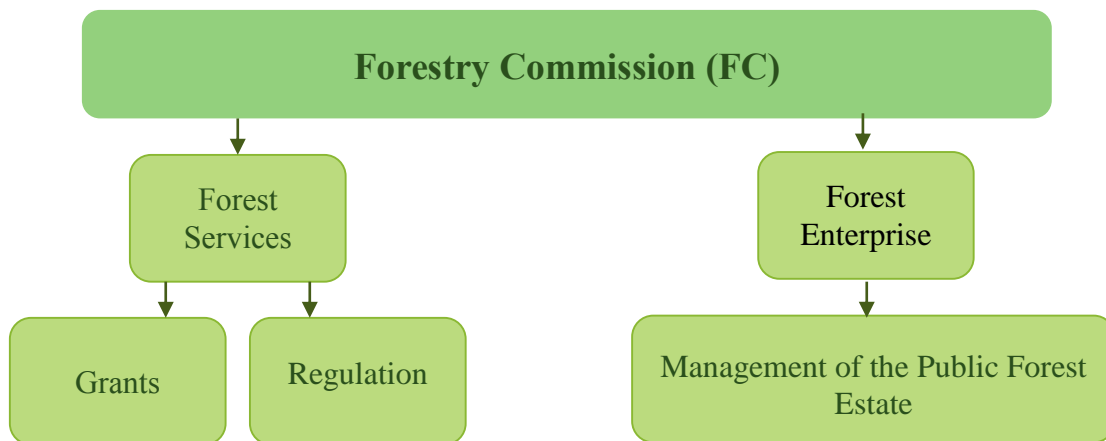 Forestry Commission (FC)
Forest
Services
Forest
Enterprise
Grants
Regulation
Management of the Public Forest
Estate